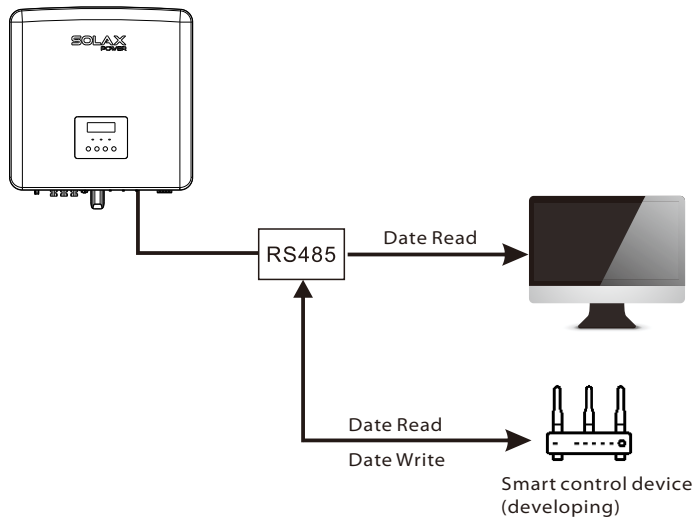 SOLAX
POWER
RS485
Date Read
Date Read
Date Write
Smart control device
(developing)